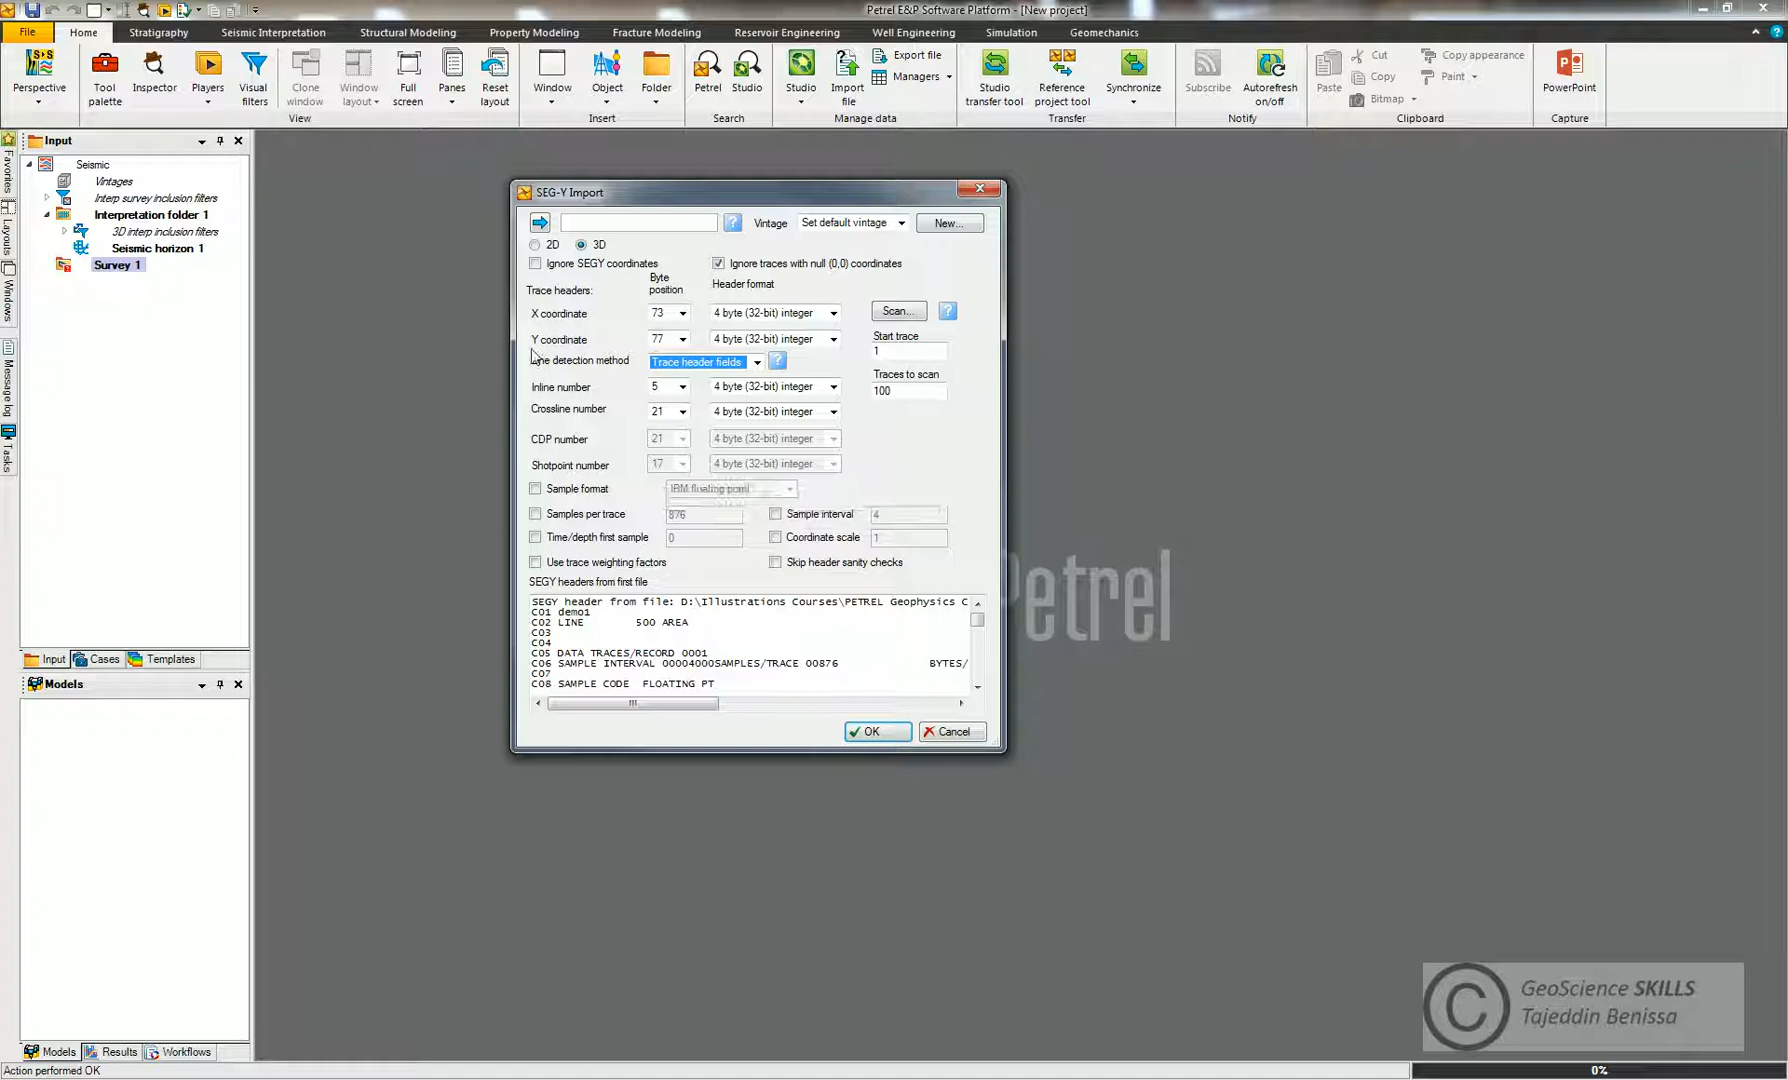 Petrel E&P Software Platform - [New project]
File
Home
Stratigraphy
Seismic Interpretation
Structural Modeling
Property Modeling
Fracture Modeling
Reservoir Engineering
Well Engineering
Simulation
Geomechanics
Perspective
Tool palette
Inspector
Players
Visual filters
Clone window
Window layout
Full screen
Panes
Reset layout
Window
Object
Folder
Petrel
Studio
Studio
Import file
Export file
Managers
Studio transfer tool
Reference project tool
Synchronize
Subscribe
Autorefresh on/off
Paste
Cut
Copy
Bitmap
Copy appearance
Paint
PowerPoint
View
Insert
Search
Manage data
Transfer
Notify
Clipboard
Capture
Favorites
Layouts
Windows
Message log
Tasks
Input
Seismic
Vintages
Interp survey inclusion filters
Interpretation folder 1
3D interp inclusion filters
Seismic horizon 1
Survey 1
Input
Cases
Templates
Models
Models
Results
Workflows
Action performed OK
0%
SEG-Y Import
Vintage
Set default vintage
New...
2D
3D
Ignore SEGY coordinates
Ignore traces with null (0,0) coordinates
Trace headers:
Byte position
Header format
X coordinate 73 4 byte (32-bit) integer
Scan...
Y coordinate 77 4 byte (32-bit) integer
Start trace
1
Line detection method Trace header fields
Traces to scan
100
Inline number 5 4 byte (32-bit) integer
Crossline number 21 4 byte (32-bit) integer
CDP number 21 4 byte (32-bit) integer
Shotpoint number 17 4 byte (32-bit) integer
Sample format IBM floating point
Samples per trace 876
Sample interval 4
Time/depth first sample 0
Coordinate scale 1
Use trace weighting factors
Skip header sanity checks
SEGY headers from first file
SEGY header from file: D:\Illustrations Courses\PETREL Geophysics C
C01 demo1
C02 LINE 500 AREA
C03
C04
C05 DATA TRACES/RECORD 0001
C06 SAMPLE INTERVAL 00004000SAMPLES/TRACE 00876 BYTES/
C07
C08 SAMPLE CODE FLOATING PT
OK
Cancel
Petrel
© GeoScience SKILLS
Tajeddin Benissa